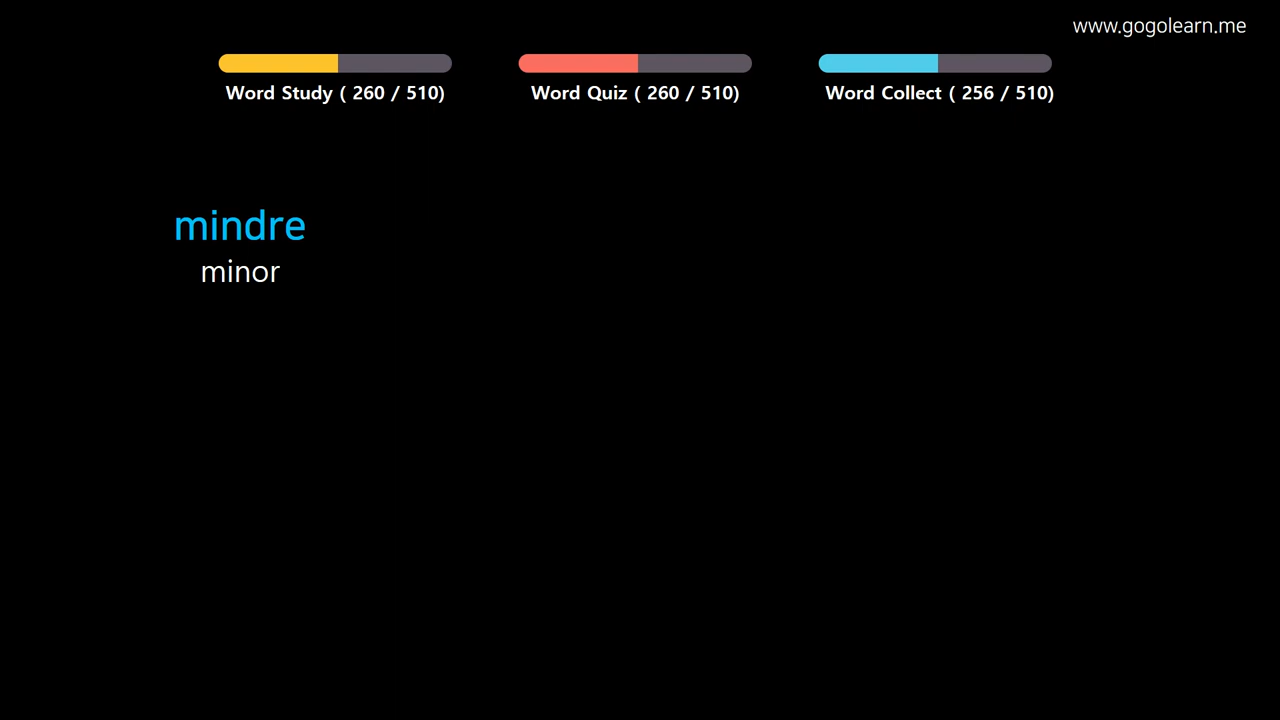 www.gogolearn.me
Word Study ( 260 / 510)
Word Quiz ( 260 / 510)
Word Collect ( 256 / 510)
mindre
minor